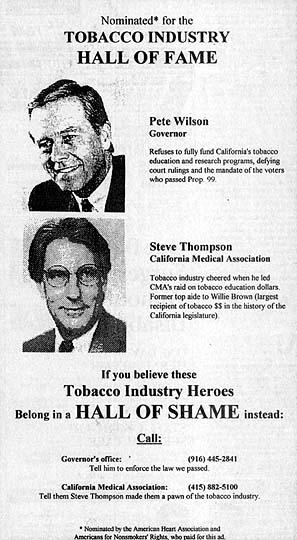 Nominated* for the
TOBACCO INDUSTRY
HALL OF FAME
Pete Wilson
Governor
Refuses to fully fund California's tobacco
education and research programs, defying
court rulings and the mandate of the voters
who passed Prop. 99.
Steve Thompson
California Medical Association
Tobacco industry cheered when he led
CMA's raid on tobacco education dollars.
Former top aide to Willie Brown (largest
recipient of tobacco $$ in the history of the
California legislature).
If you believe these
Tobacco Industry Heroes
Belong in a HALL OF SHAME instead:
Call:
Governor's office: (916) 445-2841
Tell him to enforce the law we passed.
California Medical Association: (415) 882-5100
Tell them Steve Thompson made them a pawn of the tobacco industry.
* Nominated by the American Heart Association and
Americans for Nonsmokers' Rights, who paid for this ad.